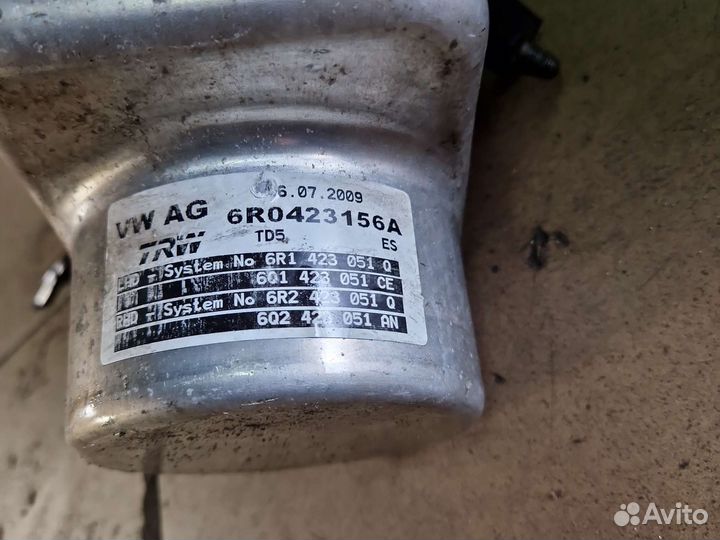 6.07.2009
VW AG 6R0423156A
TRW TD5 ES
System No 6R1 423 051 Q
6Q1 423 051 CE
System No 6R2 423 051 Q
6Q2 423 051 AN
Avito